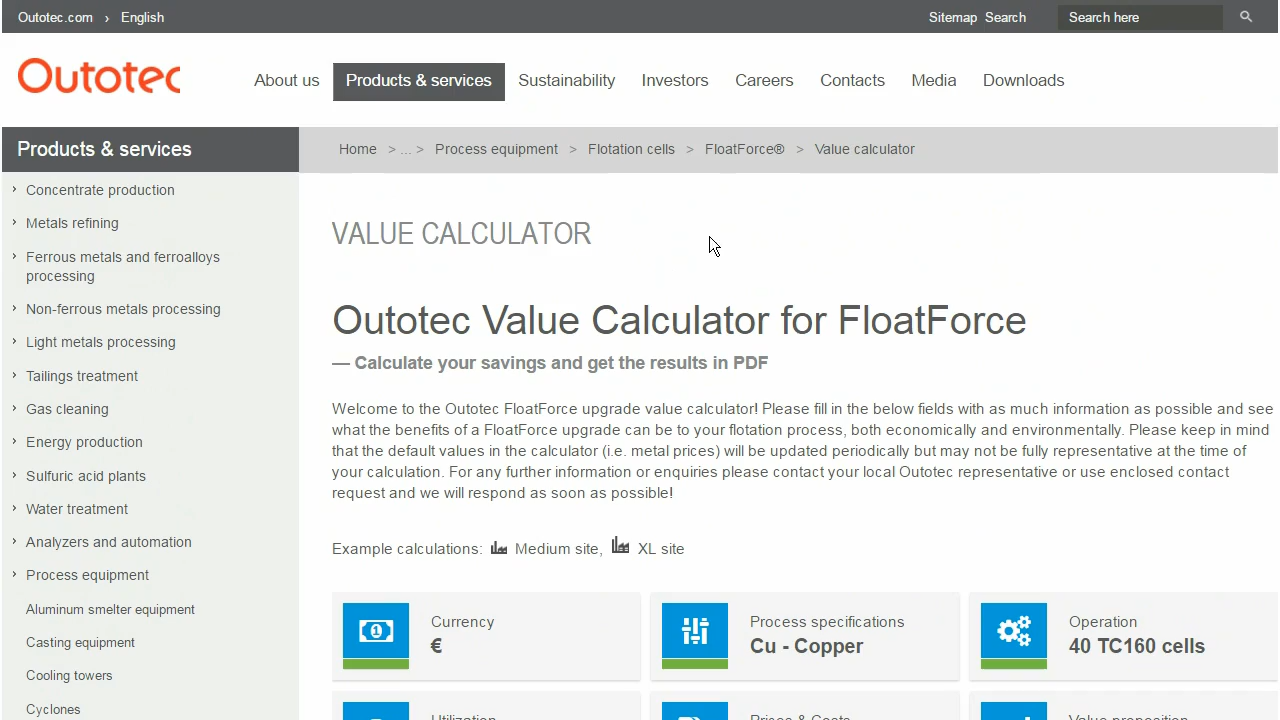 Outotec.com › English
Sitemap Search
Search here
Outotec
About us Products & services Sustainability Investors Careers Contacts Media Downloads
Products & services
Home > ... > Process equipment > Flotation cells > FloatForce® > Value calculator
Concentrate production
Metals refining
Ferrous metals and ferroalloys
processing
Non-ferrous metals processing
Light metals processing
Tailings treatment
Gas cleaning
Energy production
Sulfuric acid plants
Water treatment
Analyzers and automation
Process equipment
Aluminum smelter equipment
Casting equipment
Cooling towers
Cyclones
VALUE CALCULATOR
Outotec Value Calculator for FloatForce
— Calculate your savings and get the results in PDF
Welcome to the Outotec FloatForce upgrade value calculator! Please fill in the below fields with as much information as possible and see
what the benefits of a FloatForce upgrade can be to your flotation process, both economically and environmentally. Please keep in mind
that the default values in the calculator (i.e. metal prices) will be updated periodically but may not be fully representative at the time of
your calculation. For any further information or enquiries please contact your local Outotec representative or use enclosed contact
request and we will respond as soon as possible!
Example calculations: Medium site, XL site
Currency
€
Process specifications
Cu - Copper
Operation
40 TC160 cells
Utilization
Prices & Costs
Value proposition